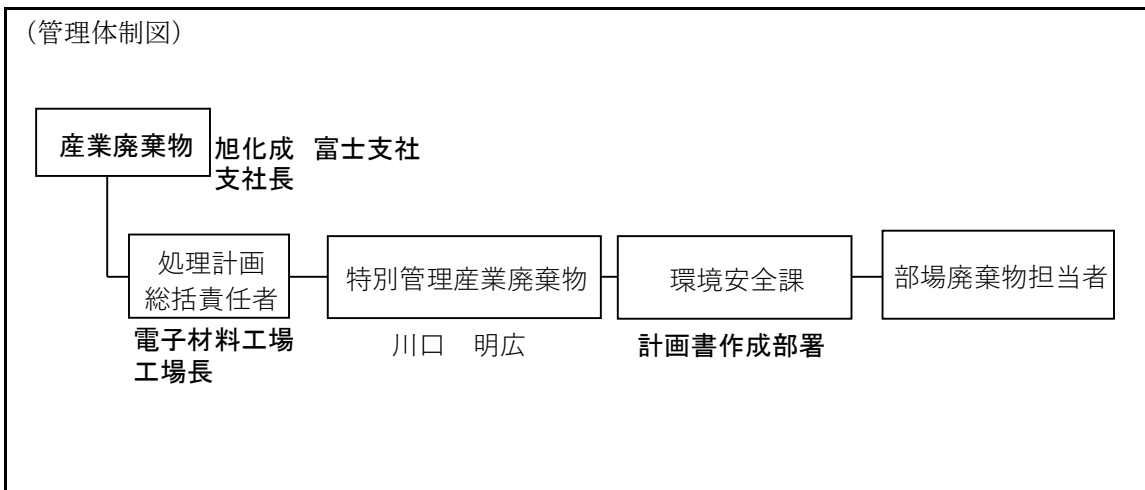 （管理体制図）
産業廃棄物
旭化成 富士支社
支社長
処理計画
総括責任者
電子材料工場
工場長
特別管理産業廃棄物
川口 明広
環境安全課
計画書作成部署
部場廃棄物担当者